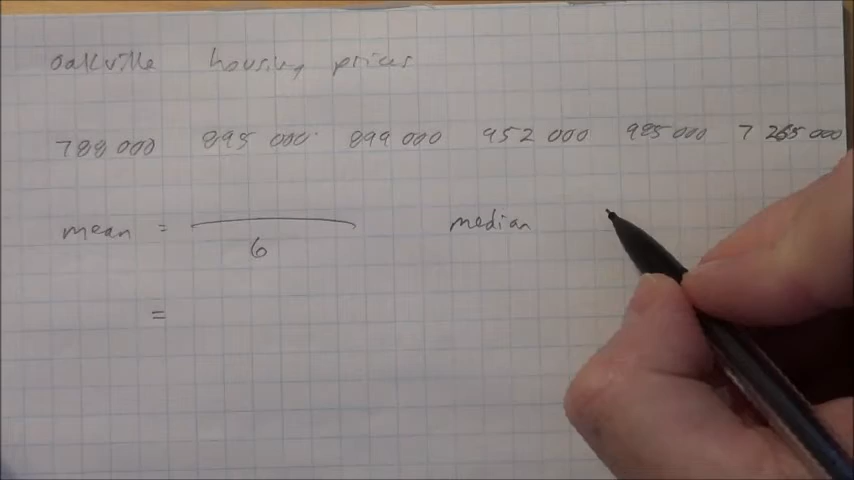 oakville housing prices
788 000 895 000 899 000 952 000 985 000 7 265 000
mean = 6 median
=